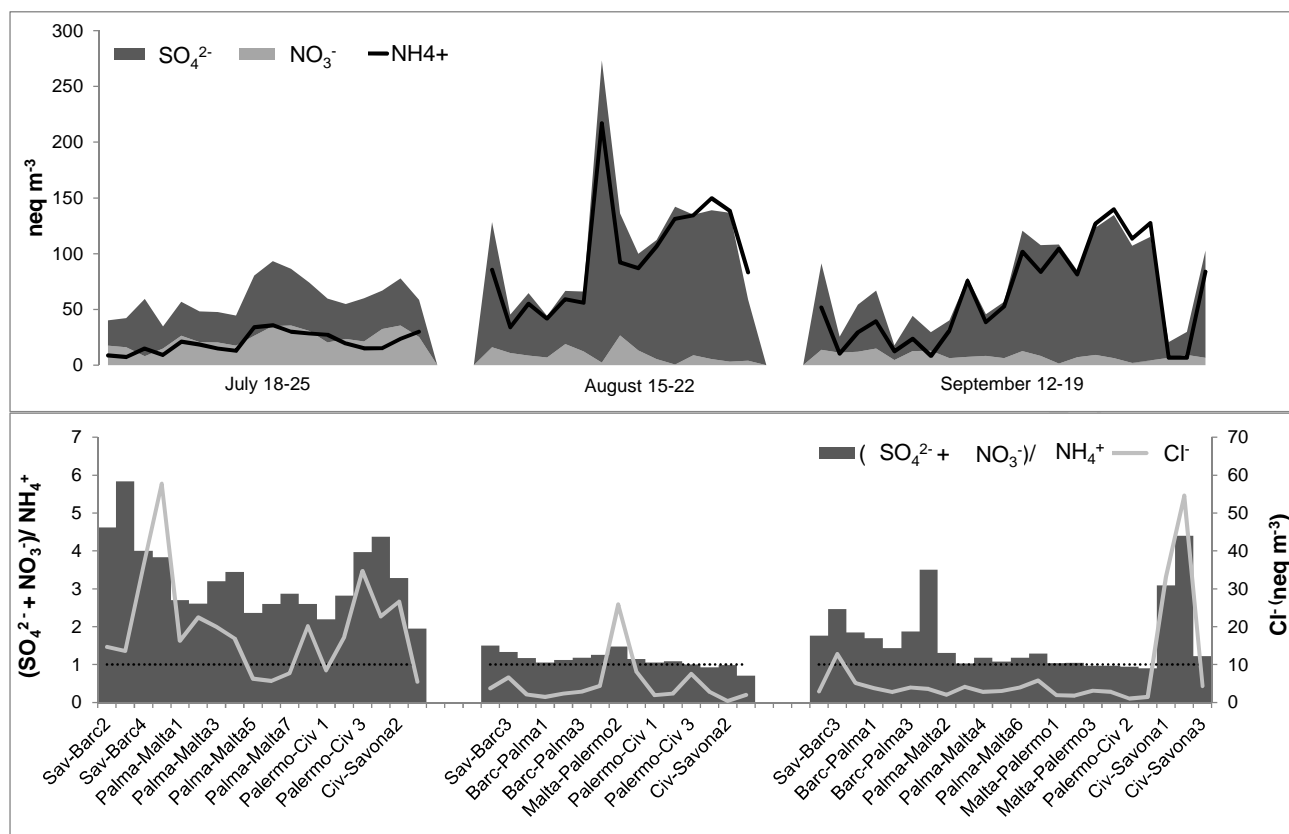 300
250
200
150
100
50
0
neq m⁻³
SO₄²⁻ NO₃⁻ NH4+
July 18-25 August 15-22 September 12-19
7
6
5
4
3
2
1
0
(SO₄²⁻ + NO₃⁻)/ NH₄⁺
( SO₄²⁻ + NO₃⁻)/ NH₄⁺ Cl⁻
70
60
50
40
30
20
10
0
Cl⁻(neq m⁻³)
Sav-Barc2
Sav-Barc4
Palma-Malta1
Palma-Malta3
Palma-Malta5
Palma-Malta7
Palermo-Civ 1
Palermo-Civ 3
Civ-Savona2
Sav-Barc3
Barc-Palma1
Barc-Palma3
Malta-Palermo2
Palermo-Civ 1
Palermo-Civ 3
Civ-Savona2
Sav-Barc3
Barc-Palma1
Barc-Palma3
Palma-Malta2
Palma-Malta4
Palma-Malta6
Malta-Palermo1
Malta-Palermo3
Palermo-Civ 2
Civ-Savona1
Civ-Savona3